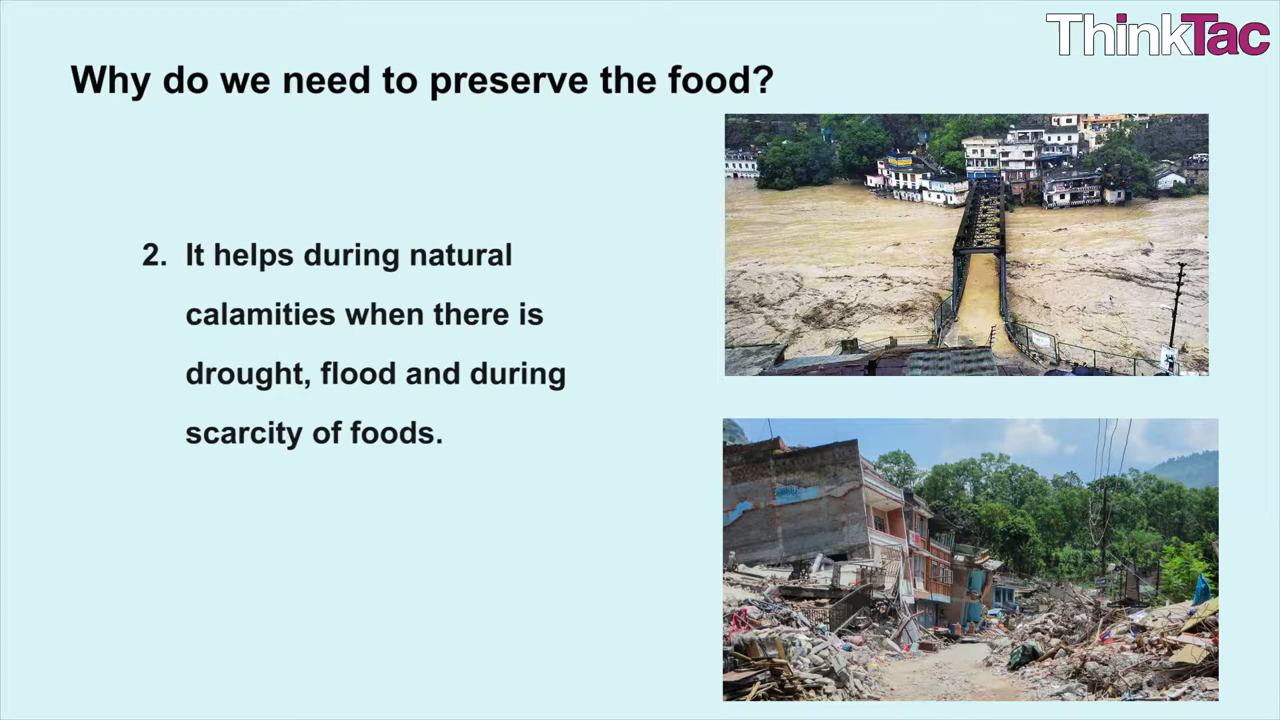 ThinkTac
Why do we need to preserve the food?
2. It helps during natural
calamities when there is
drought, flood and during
scarcity of foods.